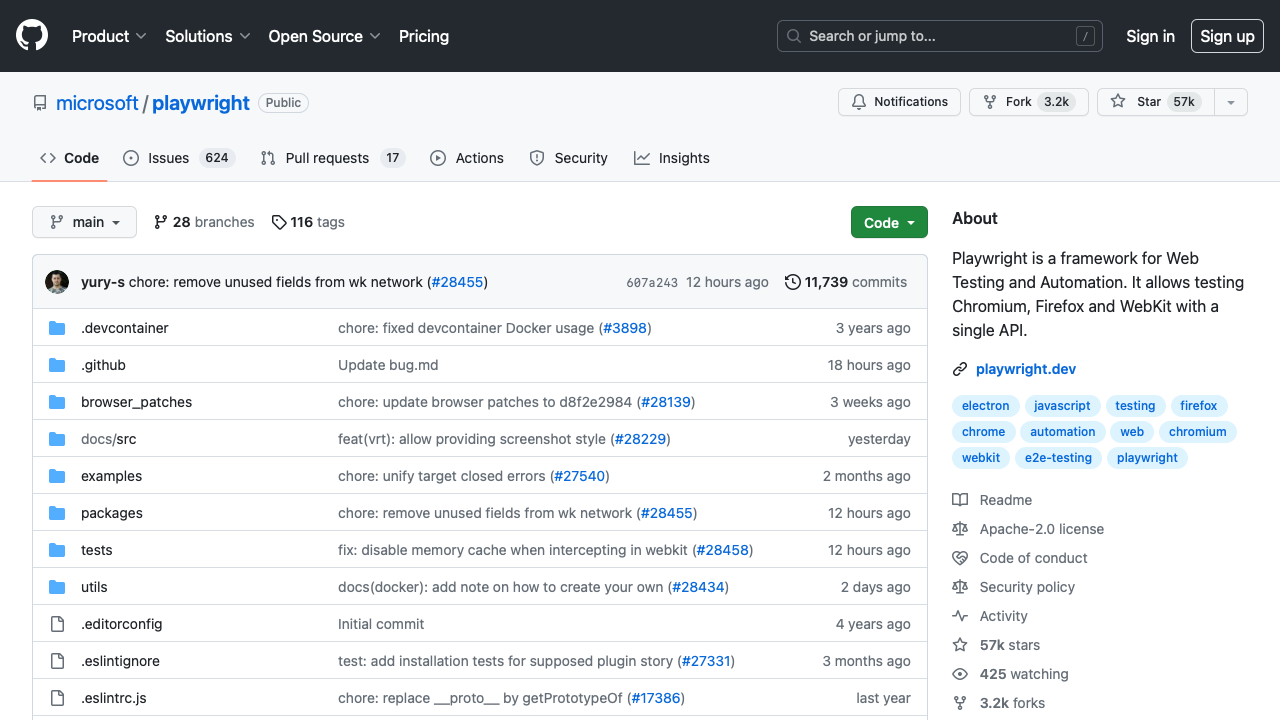 Product Solutions Open Source Pricing Search or jump to... / Sign in Sign up
microsoft / playwright Public Notifications Fork 3.2k Star 57k
Code Issues 624 Pull requests 17 Actions Security Insights
main 28 branches 116 tags Code
yury-s chore: remove unused fields from wk network (#28455) 607a243 12 hours ago 11,739 commits
.devcontainer chore: fixed devcontainer Docker usage (#3898) 3 years ago
.github Update bug.md 18 hours ago
browser_patches chore: update browser patches to d8f2e2984 (#28139) 3 weeks ago
docs/src feat(vrt): allow providing screenshot style (#28229) yesterday
examples chore: unify target closed errors (#27540) 2 months ago
packages chore: remove unused fields from wk network (#28455) 12 hours ago
tests fix: disable memory cache when intercepting in webkit (#28458) 12 hours ago
utils docs(docker): add note on how to create your own (#28434) 2 days ago
.editorconfig Initial commit 4 years ago
.eslintignore test: add installation tests for supposed plugin story (#27331) 3 months ago
.eslintrc.js chore: replace __proto__ by getPrototypeOf (#17386) last year
About
Playwright is a framework for Web
Testing and Automation. It allows testing
Chromium, Firefox and WebKit with a
single API.
playwright.dev
electron javascript testing firefox
chrome automation web chromium
webkit e2e-testing playwright
Readme
Apache-2.0 license
Code of conduct
Security policy
Activity
57k stars
425 watching
3.2k forks